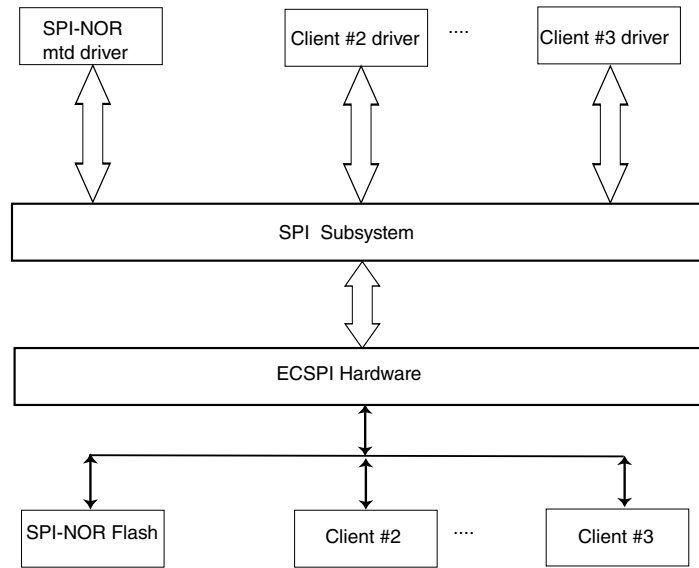 SPI-NOR
mtd driver
Client #2 driver
....
Client #3 driver
SPI Subsystem
ECSPI Hardware
SPI-NOR Flash
Client #2
....
Client #3